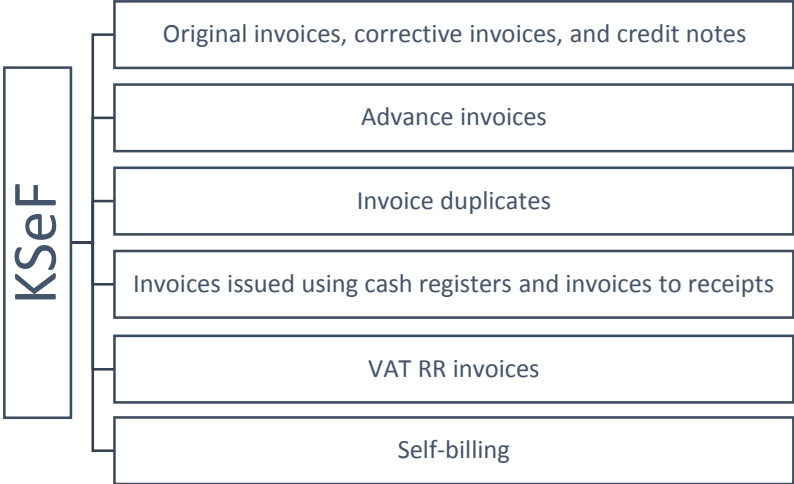 KSeF
Original invoices, corrective invoices, and credit notes
Advance invoices
Invoice duplicates
Invoices issued using cash registers and invoices to receipts
VAT RR invoices
Self-billing